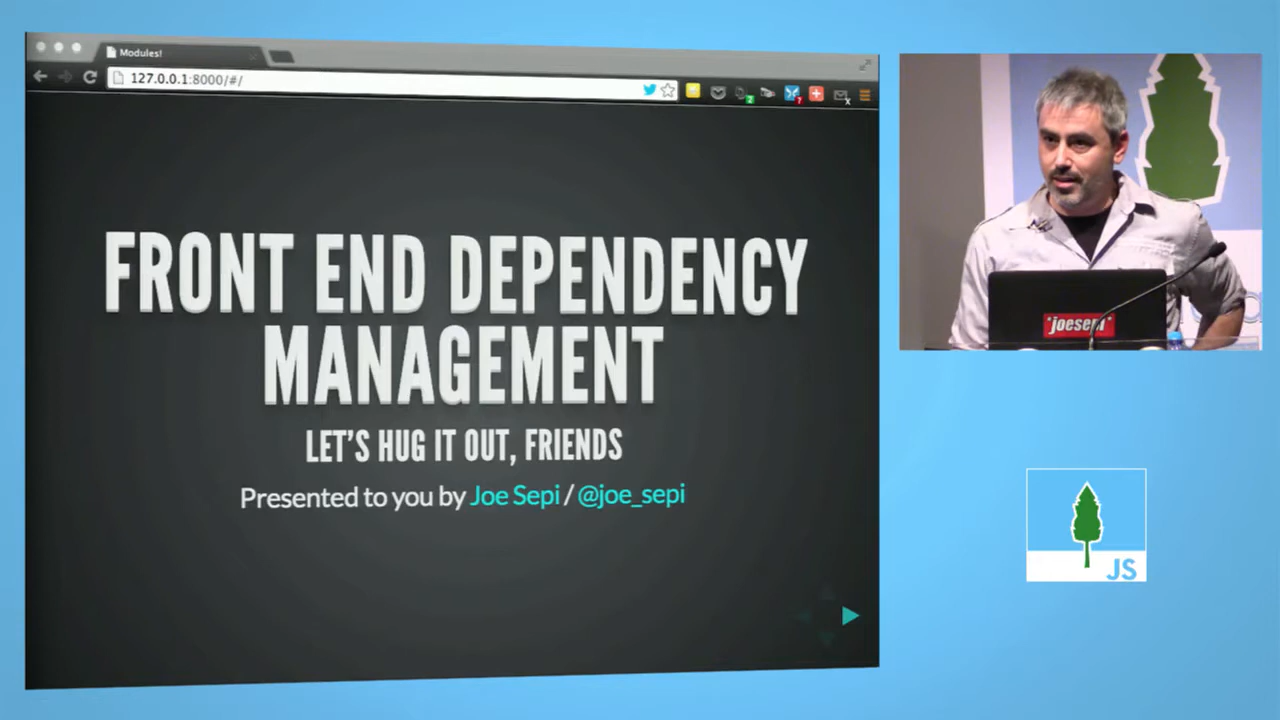 Modules!
127.0.0.1:8000/#/
FRONT END DEPENDENCY
MANAGEMENT
LET'S HUG IT OUT, FRIENDS
Presented to you by Joe Sepi / @joe_sepi
*joesepi*
JS